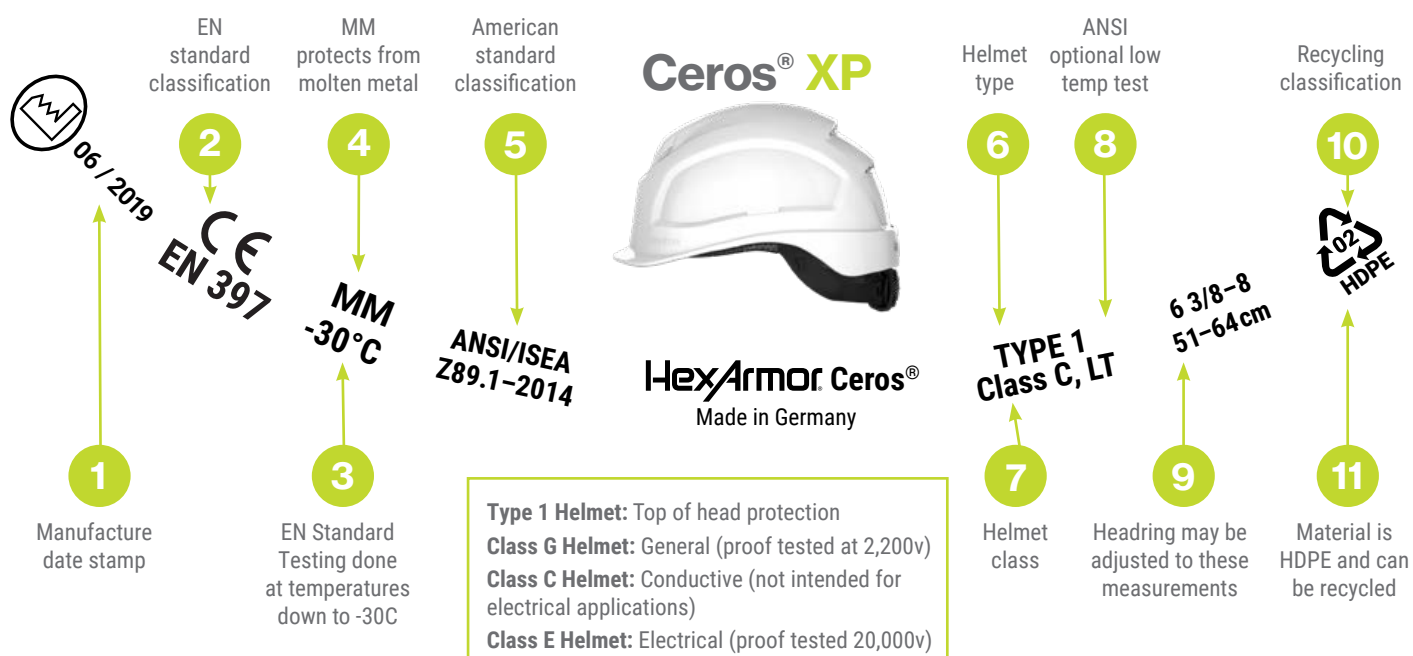 EN
standard
classification
MM
protects from
molten metal
American
standard
classification
Ceros® XP
Helmet
type
ANSI
optional low
temp test
Recycling
classification
2
4
5
6
8
10
06 / 2019
CE
EN 397
MM
-30°C
ANSI/ISEA
Z89.1–2014
HexArmor® Ceros®
Made in Germany
TYPE 1
Class C, LT
6 3/8–8
51–64cm
02
HDPE
1
3
7
9
11
Manufacture
date stamp
EN Standard
Testing done
at temperatures
down to -30C
Type 1 Helmet: Top of head protection
Class G Helmet: General (proof tested at 2,200v)
Class C Helmet: Conductive (not intended for
electrical applications)
Class E Helmet: Electrical (proof tested 20,000v)
Helmet
class
Headring may be
adjusted to these
measurements
Material is
HDPE and can
be recycled